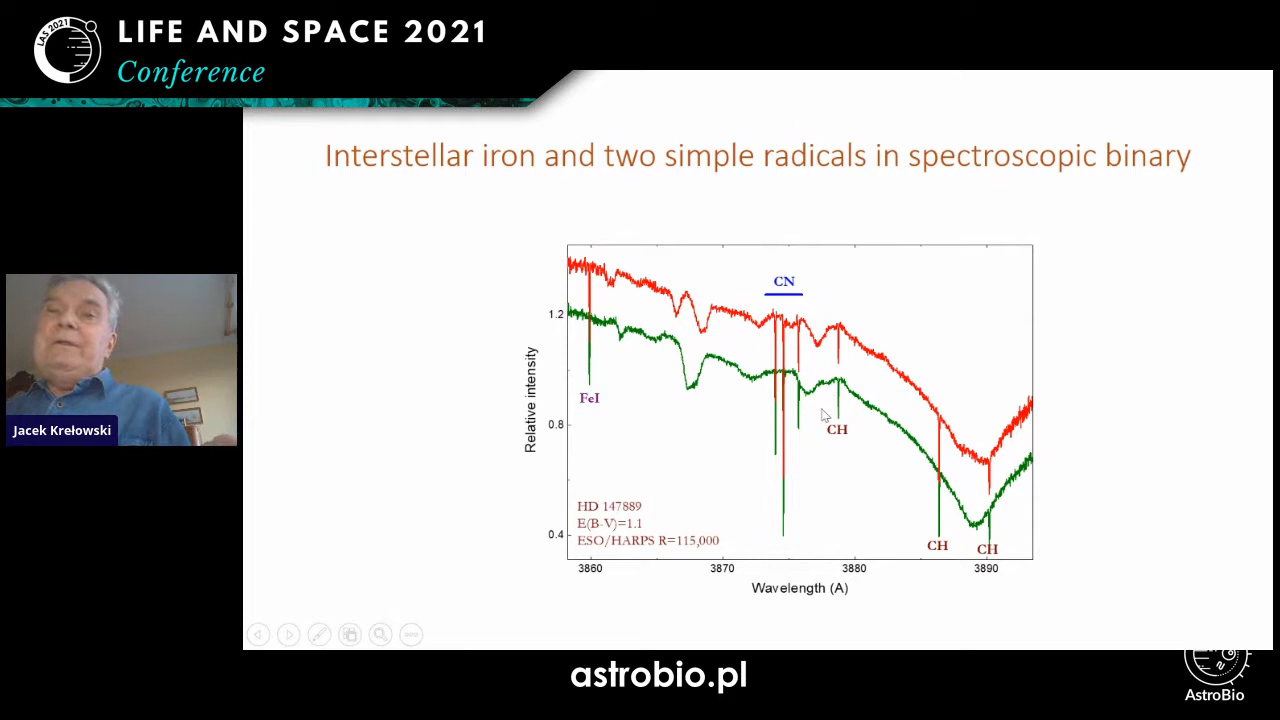 LAS 2021
LIFE AND SPACE 2021
Conference
Interstellar iron and two simple radicals in spectroscopic binary
CN
1.2
FeI
Relative intensity
0.8
CH
HD 147889
E(B-V)=1.1
ESO/HARPS R=115,000
0.4
CH
CH
3860
3870
3880
3890
Wavelength (A)
Jacek Krełowski
astrobio.pl
AstroBio